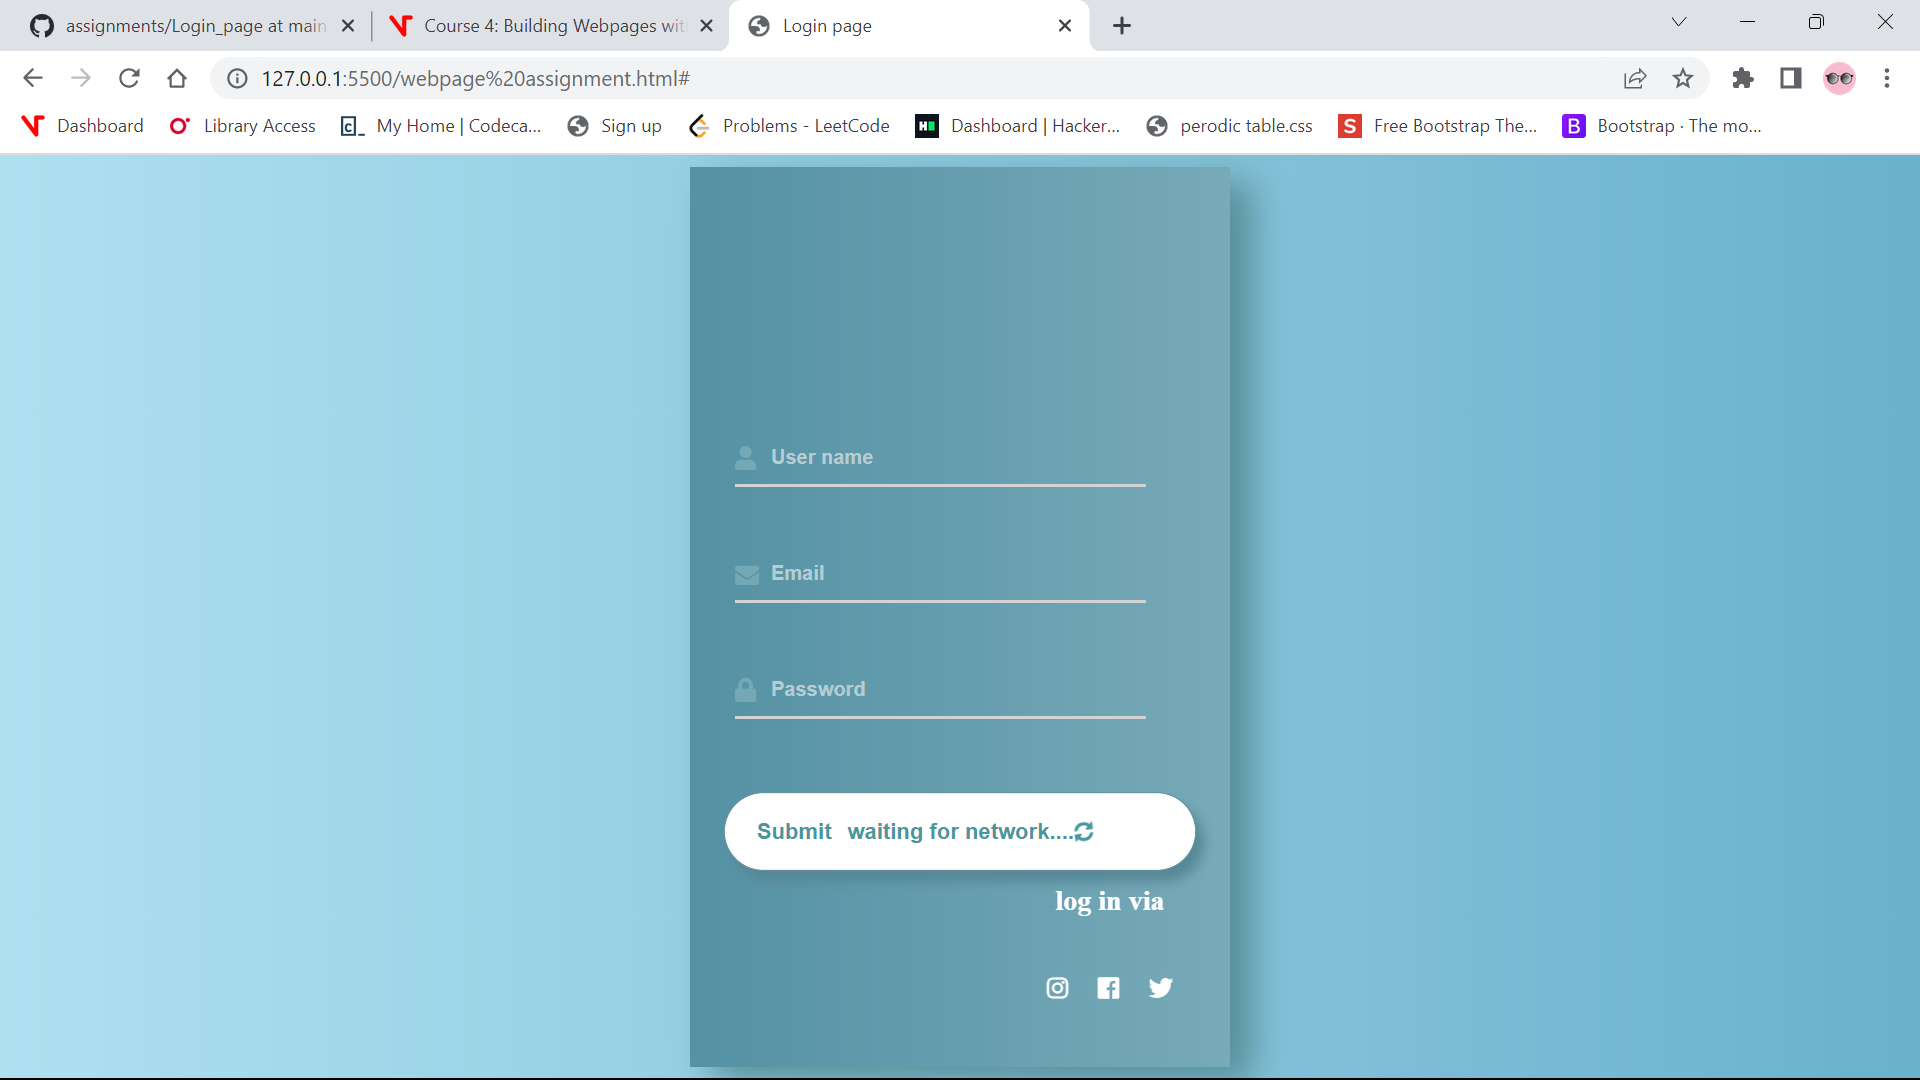 assignments/Login_page at main
Course 4: Building Webpages wit
Login page
127.0.0.1:5500/webpage%20assignment.html#
Dashboard
Library Access
My Home | Codeca...
Sign up
Problems - LeetCode
Dashboard | Hacker...
perodic table.css
Free Bootstrap The...
Bootstrap · The mo...
User name
Email
Password
Submit waiting for network....
log in via